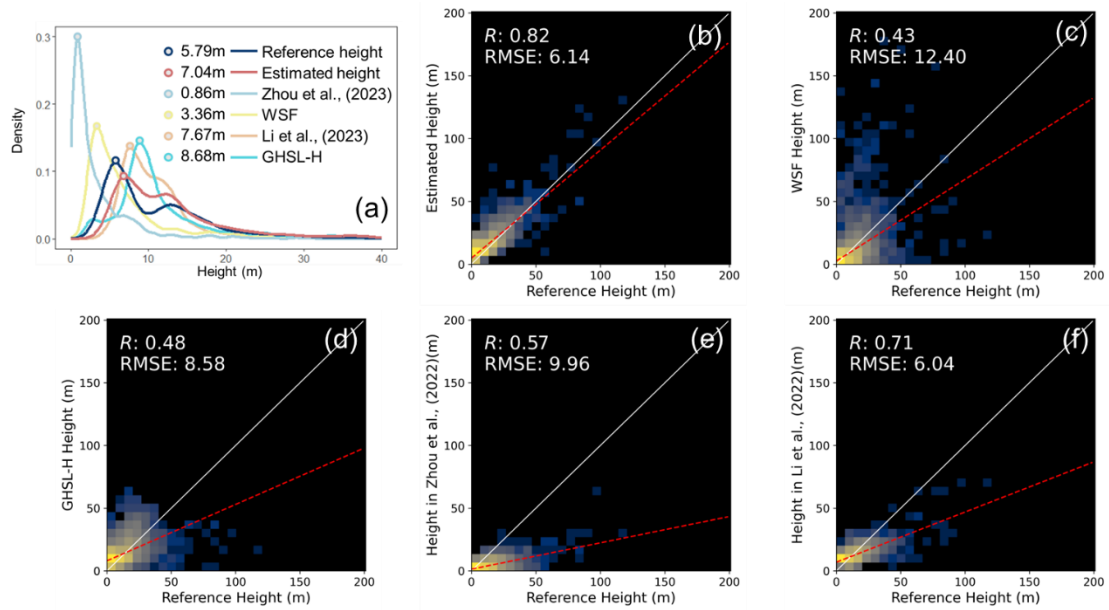 (a)
Density
0.3
0.2
0.1
0.0
5.79m Reference height
7.04m Estimated height
0.86m Zhou et al., (2023)
3.36m WSF
7.67m Li et al., (2023)
8.68m GHSL-H
0 10 20 30 40
Height (m)
(b)
R: 0.82
RMSE: 6.14
Estimated Height (m)
200
150
100
50
0
0 50 100 150 200
Reference Height (m)
(c)
R: 0.43
RMSE: 12.40
WSF Height (m)
200
150
100
50
0
0 50 100 150 200
Reference Height (m)
(d)
R: 0.48
RMSE: 8.58
GHSL-H Height (m)
200
150
100
50
0
0 50 100 150 200
Reference Height (m)
(e)
R: 0.57
RMSE: 9.96
Height in Zhou et al., (2022)(m)
200
150
100
50
0
0 50 100 150 200
Reference Height (m)
(f)
R: 0.71
RMSE: 6.04
Height in Li et al., (2022)(m)
200
150
100
50
0
0 50 100 150 200
Reference Height (m)